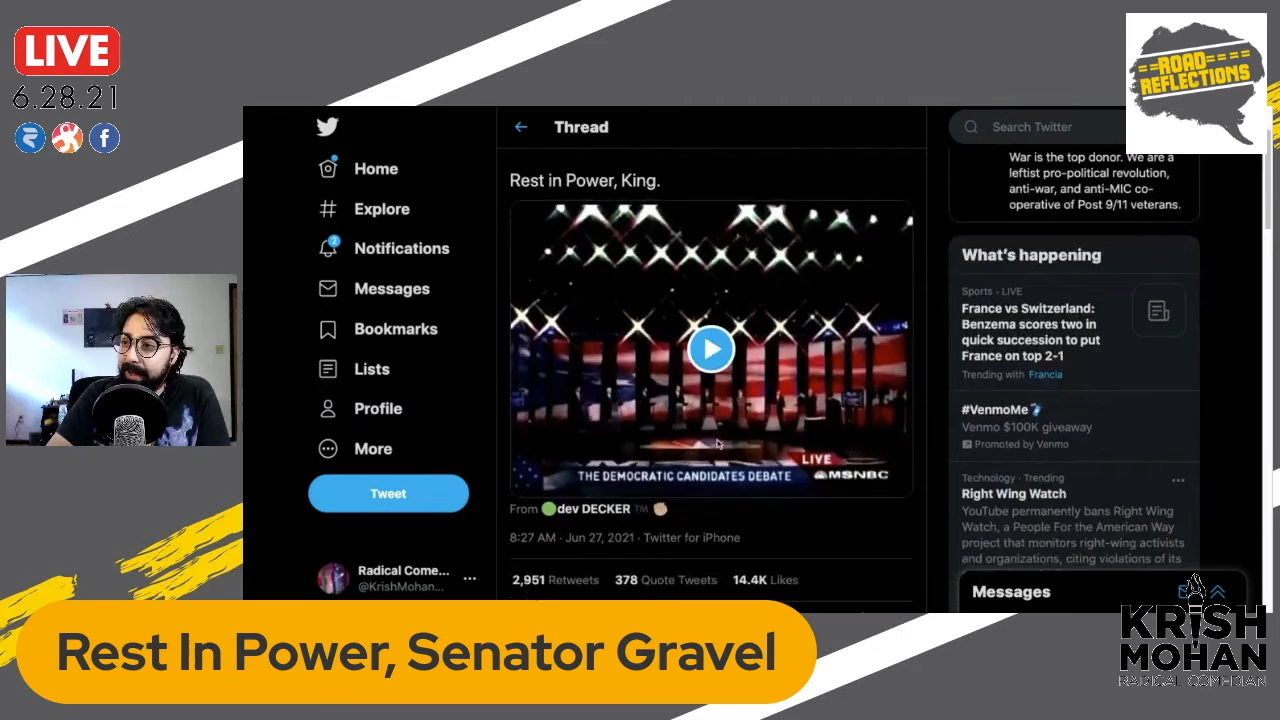 LIVE
6.28.21
==ROAD====
REFLECTIONS
Home
Explore
Notifications
2
Messages
Bookmarks
Lists
Profile
More
Tweet
Radical Come...
@KrishMohan...
Thread
Rest in Power, King.
LIVE
THE DEMOCRATIC CANDIDATES DEBATE MSNBC
From dev DECKER TM
8:27 AM · Jun 27, 2021 · Twitter for iPhone
2,951 Retweets 378 Quote Tweets 14.4K Likes
Search Twitter
War is the top donor. We are a
leftist pro-political revolution,
anti-war, and anti-MIC co-
operative of Post 9/11 veterans.
What's happening
Sports · LIVE
France vs Switzerland:
Benzema scores two in
quick succession to put
France on top 2-1
Trending with Francia
#VenmoMe
Venmo $100K giveaway
Promoted by Venmo
Technology · Trending
Right Wing Watch
YouTube permanently bans Right Wing
Watch, a People For the American Way
project that monitors right-wing activists
and organizations, citing violations of its
Messages
Rest In Power, Senator Gravel
KRISH
MOHAN
RADICAL COMEDIAN